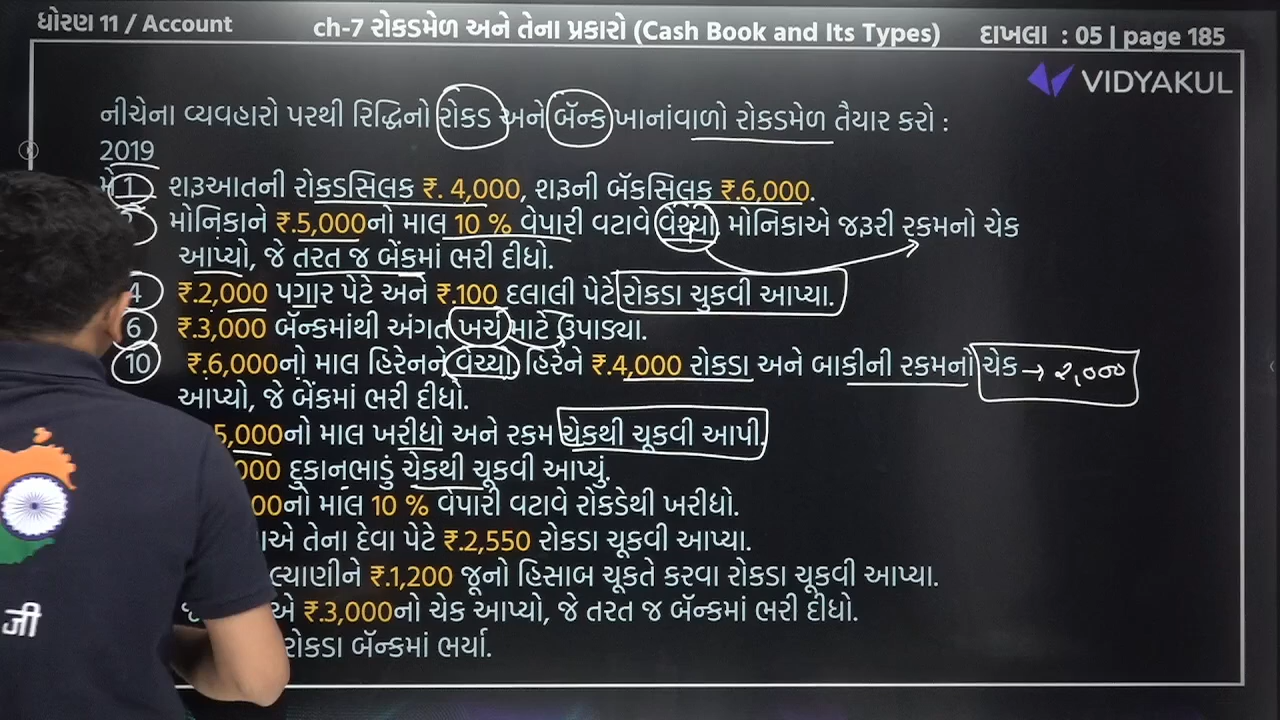 ધોરણ 11 / Account
ch-7 રોકડમેળ અને તેના પ્રકારો (Cash Book and Its Types)
દાખલા : 05 | page 185
VIDYAKUL
નીચેના વ્યવહારો પરથી રિદ્ધિનો રોકડ અને બૅન્ક ખાનાંવાળો રોકડમેળ તૈયાર કરો :
2019
મે 1 શરૂઆતની રોકડસિલક ₹. 4,000, શરૂની બૅંકસિલક ₹.6,000.
મોનિકાને ₹.5,000નો માલ 10 % વેપારી વટાવે વેચ્યો, મોનિકાએ જરૂરી રકમનો ચેક
આપ્યો, જે તરત જ બેંકમાં ભરી દીધો.
4 ₹.2,000 પગાર પેટે અને ₹.100 દલાલી પેટે રોકડા ચુકવી આપ્યા.
6 ₹.3,000 બૅન્કમાંથી અંગત ખર્ચ માટે ઉપાડ્યા.
10 ₹.6,000નો માલ હિરેનને વેચ્યો, હિરેને ₹.4,000 રોકડા અને બાકીની રકમનો ચેક → ૨,૦૦૦
આપ્યો, જે બેંકમાં ભરી દીધો.
5,000નો માલ ખરીધો અને રકમ ચેકથી ચૂકવી આપી.
000 દુકાનભાડું ચેકથી ચૂકવી આપ્યું.
00નો માલ 10 % વેપારી વટાવે રોકડેથી ખરીધો.
એ તેના દેવા પેટે ₹.2,550 રોકડા ચૂકવી આપ્યા.
લ્યાણીને ₹.1,200 જૂનો હિસાબ ચૂકતે કરવા રોકડા ચૂકવી આપ્યા.
એ ₹.3,000નો ચેક આપ્યો, જે તરત જ બૅન્કમાં ભરી દીધો.
રોકડા બૅન્કમાં ભર્યા.
जी